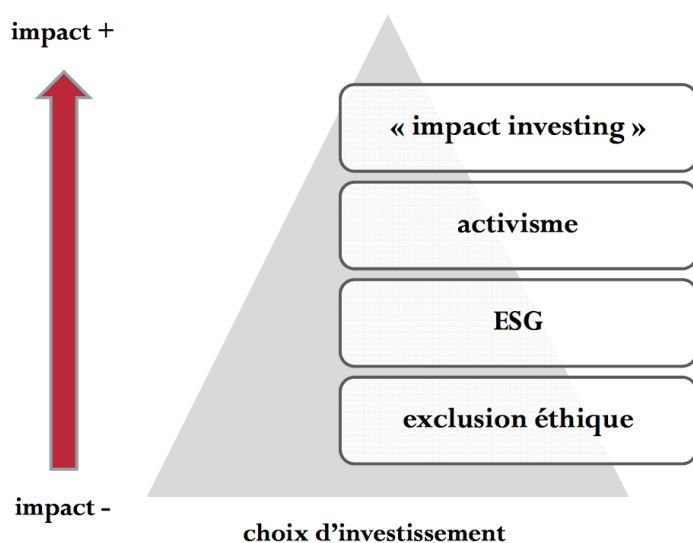 impact +
« impact investing »
activisme
ESG
exclusion éthique
impact -
choix d’investissement